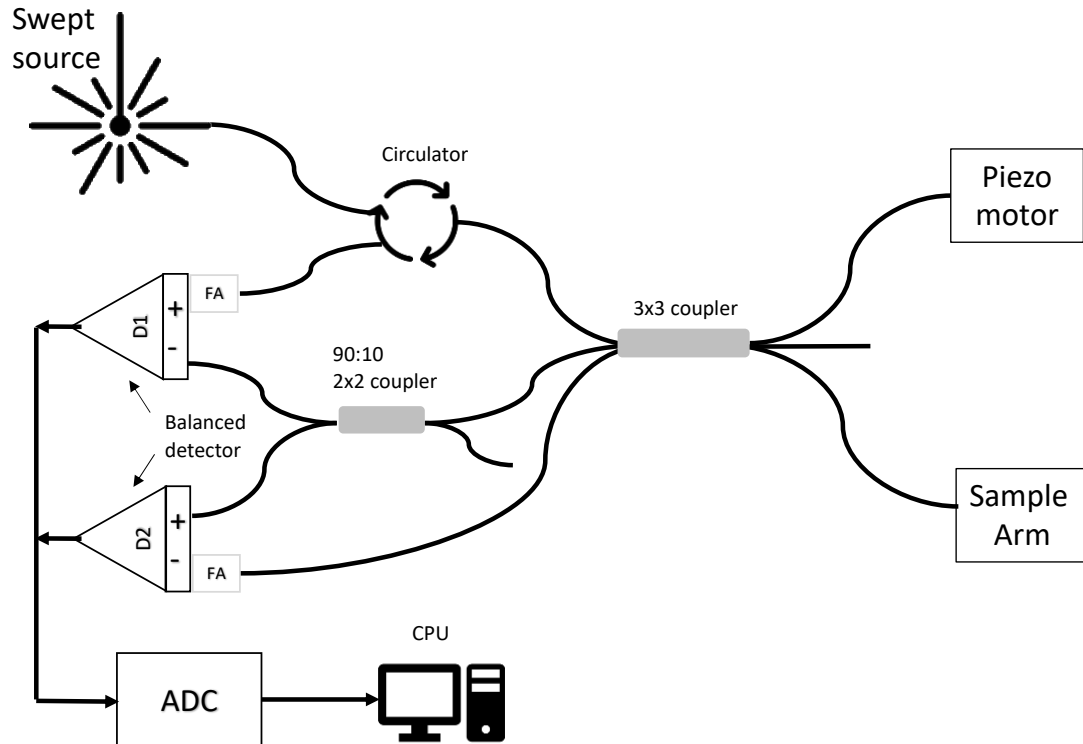 Swept
source
Circulator
Piezo
motor
FA
+
D1
-
3x3 coupler
90:10
2x2 coupler
Balanced
detector
+
D2
-
FA
Sample
Arm
CPU
ADC